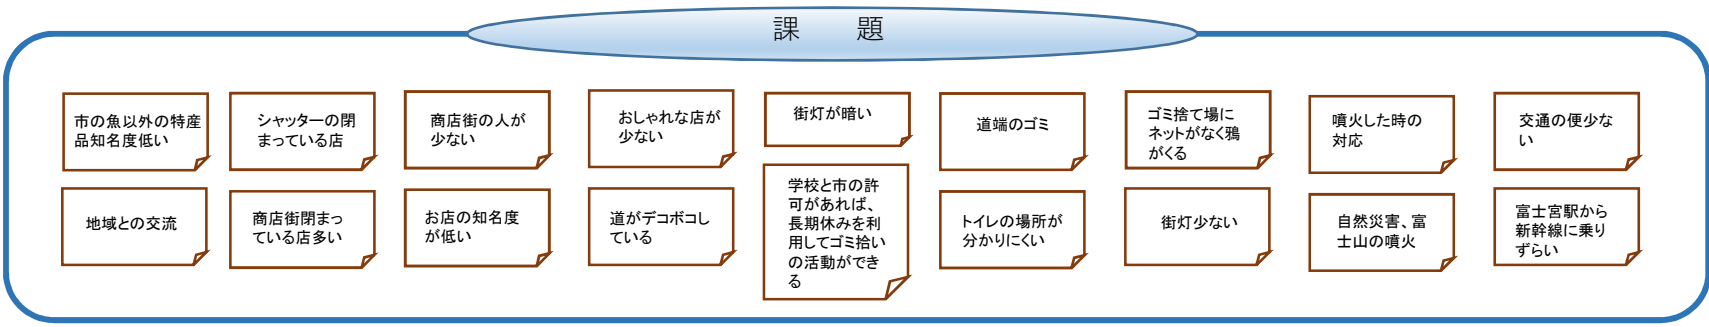 課　題
市の魚以外の特産
品知名度低い
シャッターの閉
まっている店
商店街の人が
少ない
おしゃれな店が
少ない
街灯が暗い
道端のゴミ
ゴミ捨て場に
ネットがなく鴉
がくる
噴火した時の
対応
交通の便少な
い
地域との交流
商店街閉まっ
ている店多い
お店の知名度
が低い
道がデコボコし
ている
学校と市の許
可があれば、
長期休みを利
用してゴミ拾い
の活動ができ
る
トイレの場所が
分かりにくい
街灯少ない
自然災害、富
士山の噴火
富士宮駅から
新幹線に乗り
ずらい